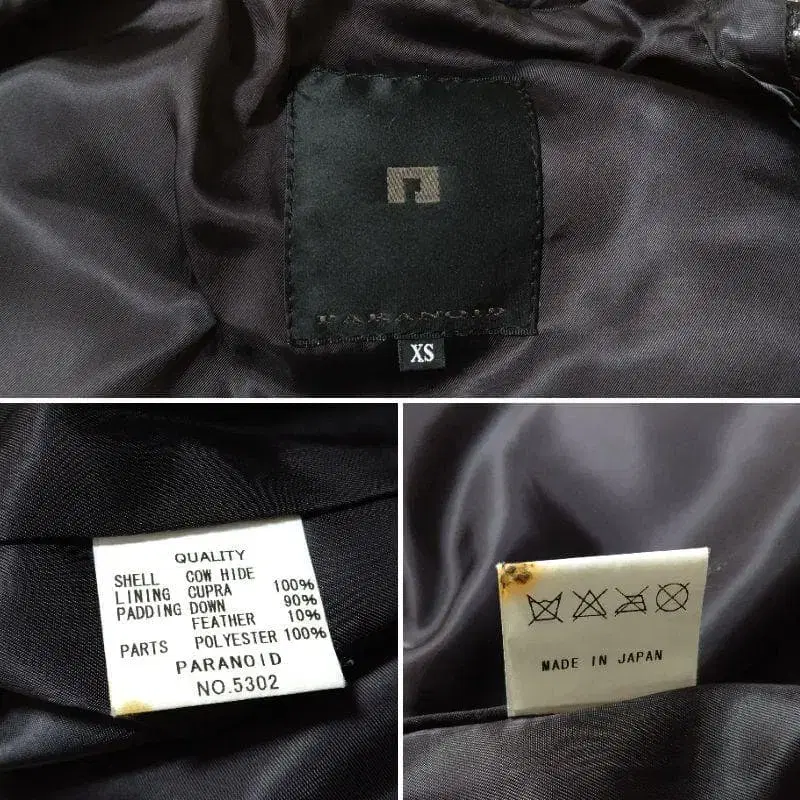 PARANOID
XS
QUALITY
SHELL COW HIDE
LINING CUPRA 100%
PADDING DOWN 90%
FEATHER 10%
PARTS POLYESTER 100%
PARANOID
NO.5302
MADE IN JAPAN